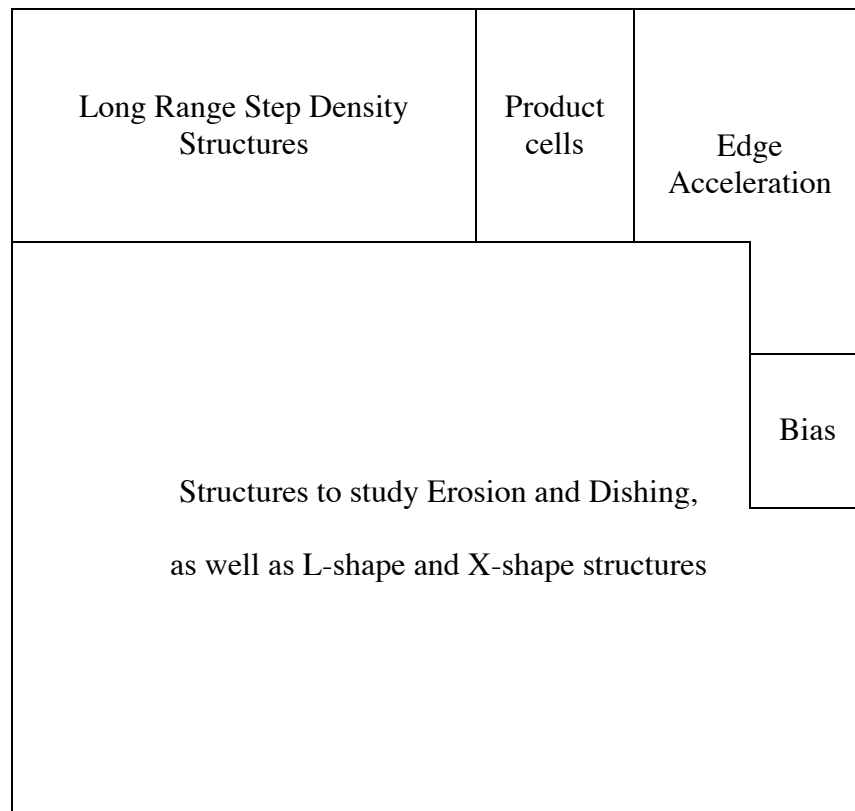 Long Range Step Density
Structures
Product
cells
Edge
Acceleration
Bias
Structures to study Erosion and Dishing,
as well as L-shape and X-shape structures